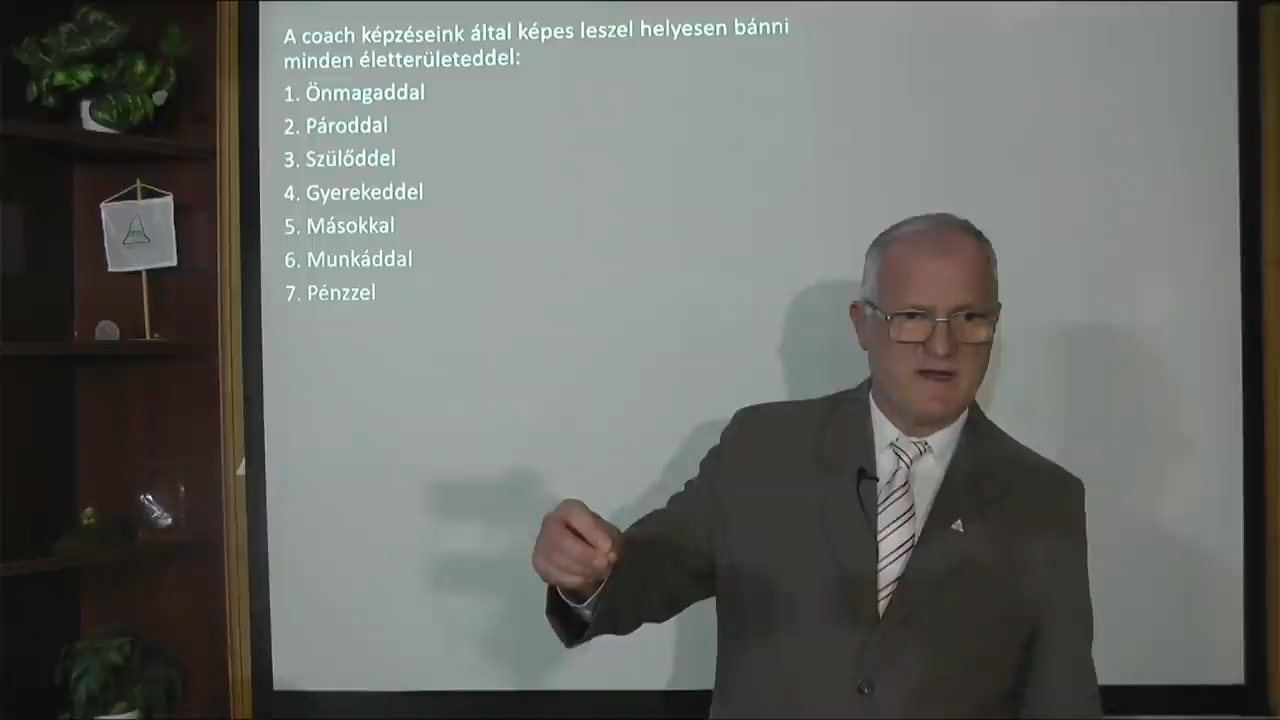 A coach képzéseink által képes leszel helyesen bánni
minden életterületeddel:
1. Önmagaddal
2. Pároddal
3. Szülőddel
4. Gyerekeddel
5. Másokkal
6. Munkáddal
7. Pénzzel